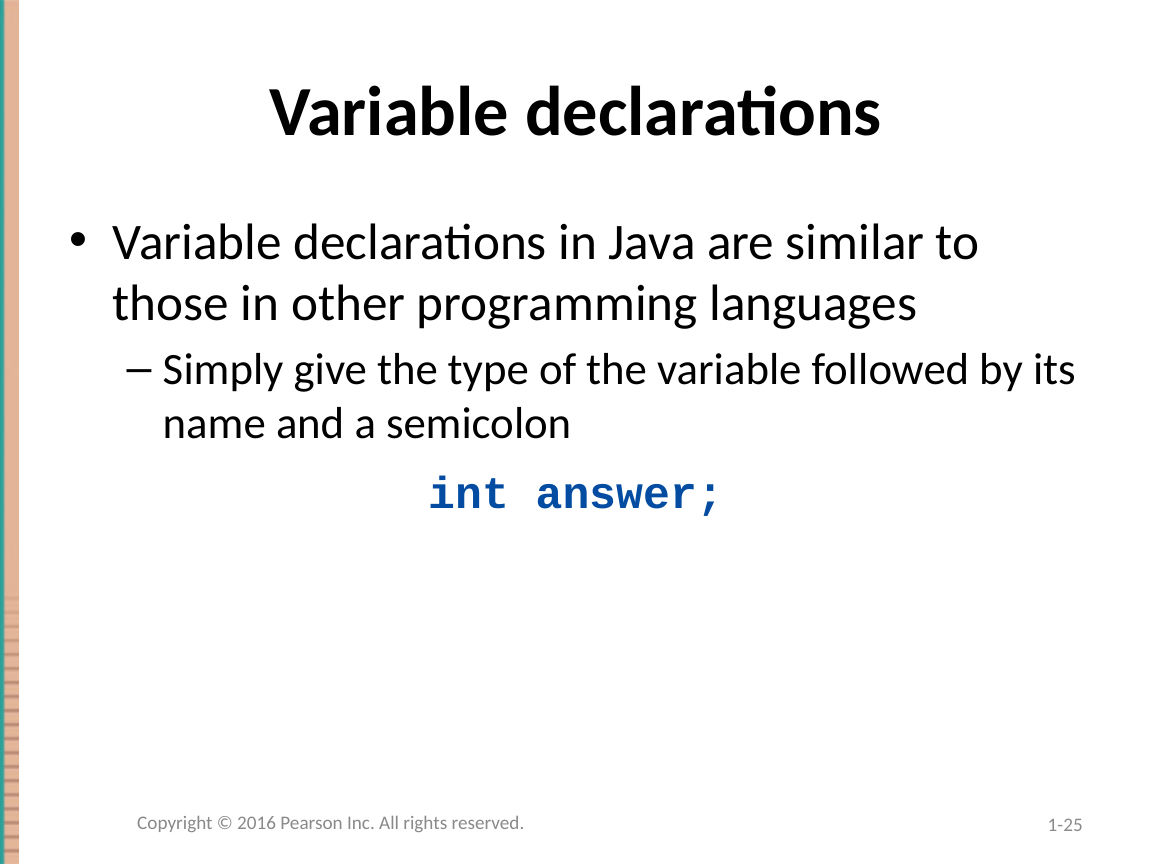 Variable declarations
• Variable declarations in Java are similar to
those in other programming languages
– Simply give the type of the variable followed by its
name and a semicolon
int answer;
Copyright © 2016 Pearson Inc. All rights reserved.
1-25